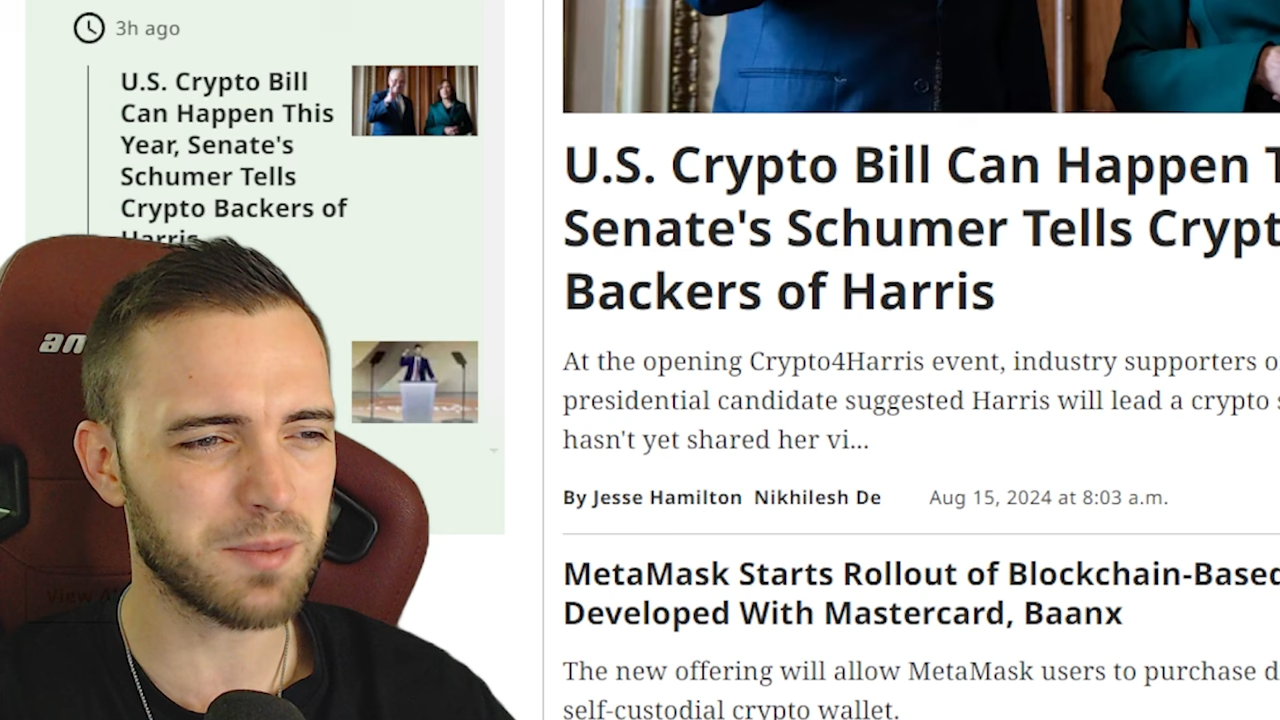 3h ago
U.S. Crypto Bill
Can Happen This
Year, Senate's
Schumer Tells
Crypto Backers of
Harris
an
View
U.S. Crypto Bill Can Happen T
Senate's Schumer Tells Crypt
Backers of Harris
At the opening Crypto4Harris event, industry supporters o
presidential candidate suggested Harris will lead a crypto s
hasn't yet shared her vi...
By Jesse Hamilton Nikhilesh De Aug 15, 2024 at 8:03 a.m.
MetaMask Starts Rollout of Blockchain-Based
Developed With Mastercard, Baanx
The new offering will allow MetaMask users to purchase d
self-custodial crypto wallet.